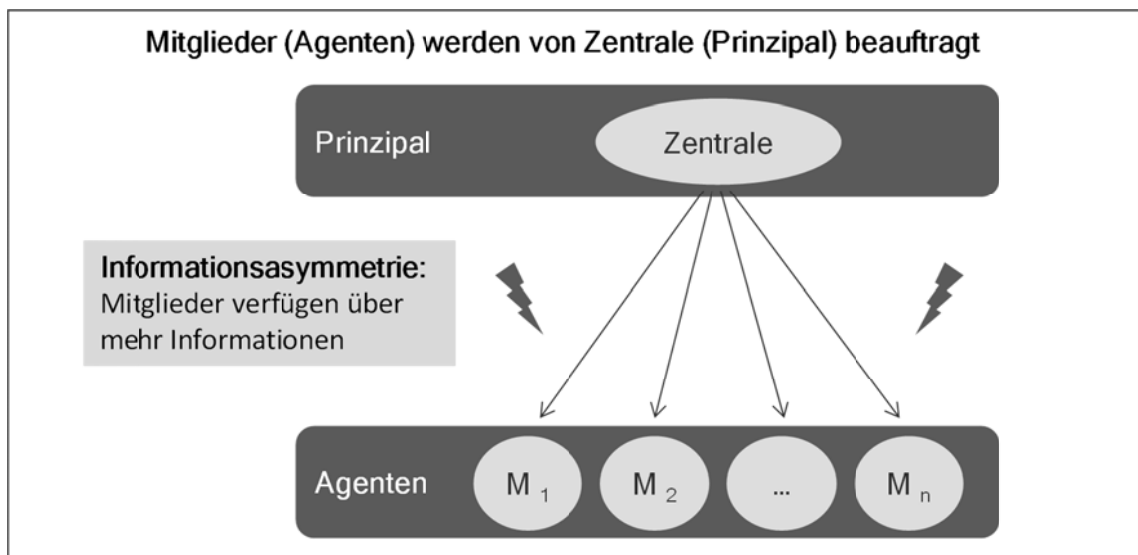 Mitglieder (Agenten) werden von Zentrale (Prinzipal) beauftragt
Prinzipal
Zentrale
Informationsasymmetrie:
Mitglieder verfügen über
mehr Informationen
Agenten
M 1
M 2
...
M n